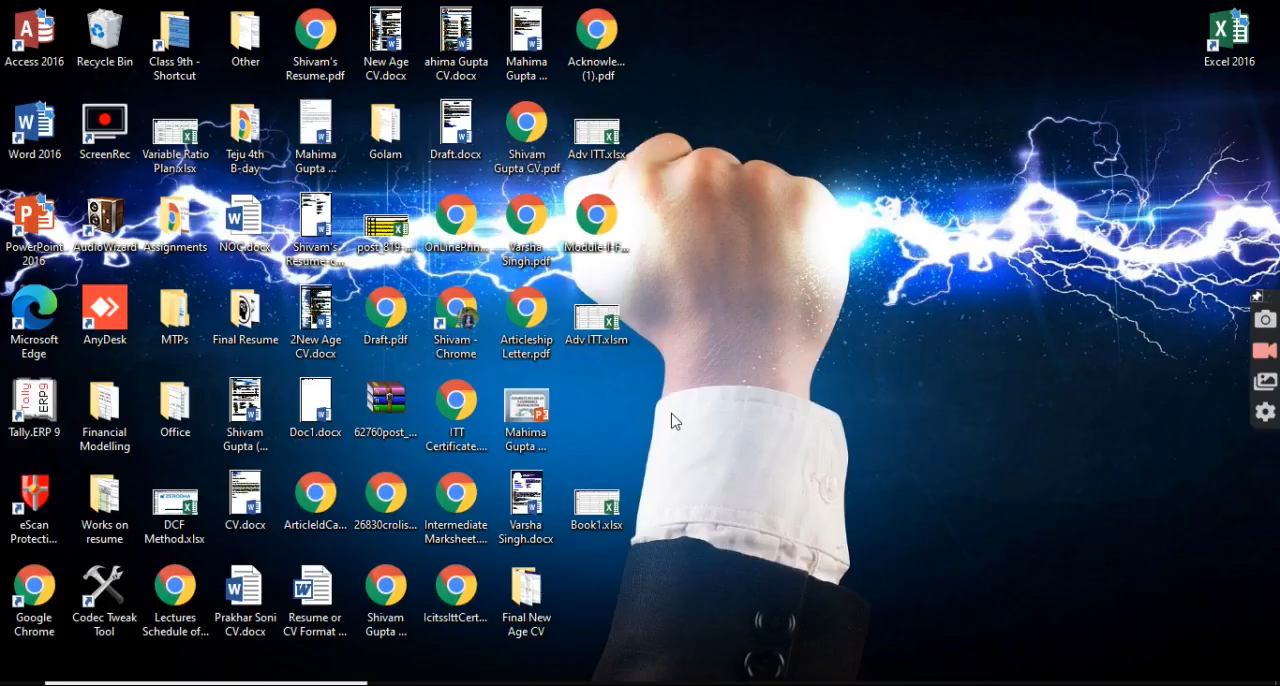 Access 2016
Recycle Bin
Class 9th -
Shortcut
Other
Shivam's
Resume.pdf
New Age
CV.docx
ahima Gupta
CV.docx
Mahima
Gupta ...
Acknowle...
(1).pdf
Excel 2016
Word 2016
ScreenRec
Variable Ratio
Plan.xlsx
Teju 4th
B-day
Mahima
Gupta ...
Golam
Draft.docx
Shivam
Gupta CV.pdf
Adv ITT.xlsx
PowerPoint
2016
AudioWizard
Assignments
NOC.docx
Shivam's
Resume-c...
post_819-...
OnLinePrin...
Varsha
Singh.pdf
Module-I-F...
Microsoft
Edge
AnyDesk
MTPs
Final Resume
2New Age
CV.docx
Draft.pdf
Shivam -
Chrome
Articleship
Letter.pdf
Adv ITT.xlsm
Tally
ERP9
Tally.ERP 9
Financial
Modelling
Office
Shivam
Gupta (...
Doc1.docx
62760post_...
ITT
Certificate....
Mahima
Gupta ...
eScan
Protecti...
Works on
resume
ZERODHA
DCF
Method.xlsx
CV.docx
ArticleIdCa...
26830crolis...
Intermediate
Marksheet....
Varsha
Singh.docx
Book1.xlsx
Google
Chrome
Codec Tweak
Tool
Lectures
Schedule of...
Prakhar Soni
CV.docx
Resume or
CV Format ...
Shivam
Gupta ...
IcitssIttCert...
Final New
Age CV